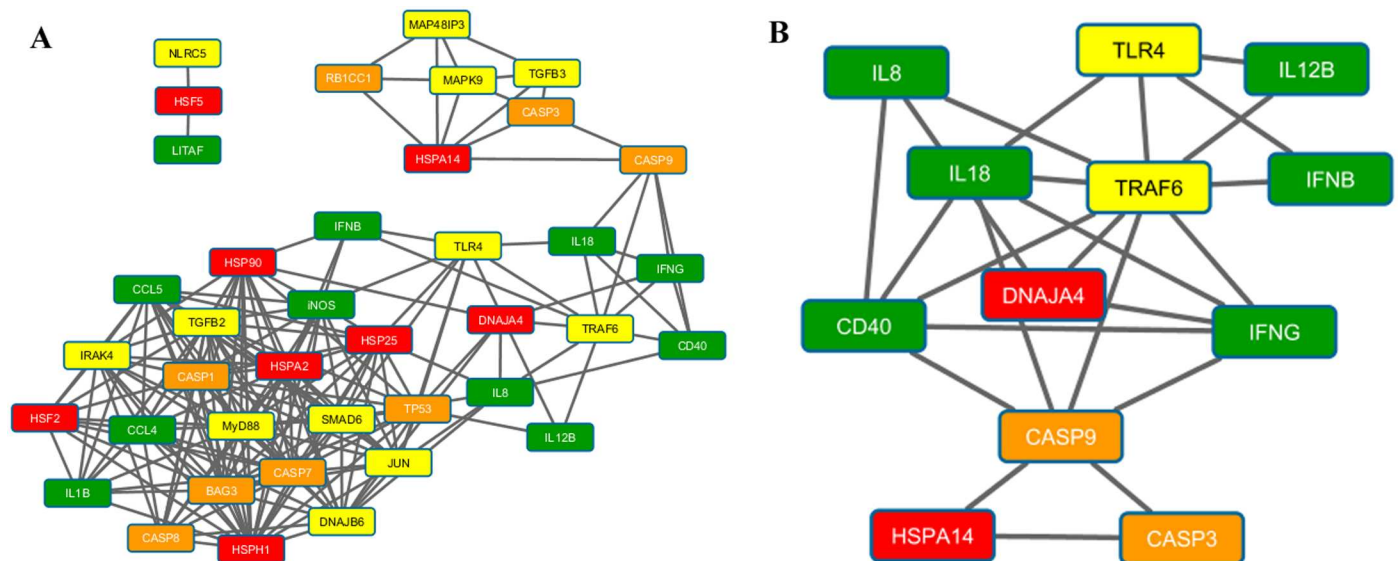 A
NLRC5
HSF5
LITAF
MAP48IP3
RB1CC1
MAPK9
TGFB3
CASP3
HSPA14
CASP9
IFNB
TLR4
IL18
IFNG
HSP90
CCL5
iNOS
TGFB2
DNAJA4
TRAF6
CD40
HSP25
IRAK4
HSPA2
CASP1
IL8
HSF2
TP53
CCL4
MyD88
SMAD6
IL12B
JUN
CASP7
IL1B
BAG3
DNAJB6
CASP8
HSPH1
B
IL8
TLR4
IL12B
IL18
TRAF6
IFNB
DNAJA4
CD40
IFNG
CASP9
HSPA14
CASP3